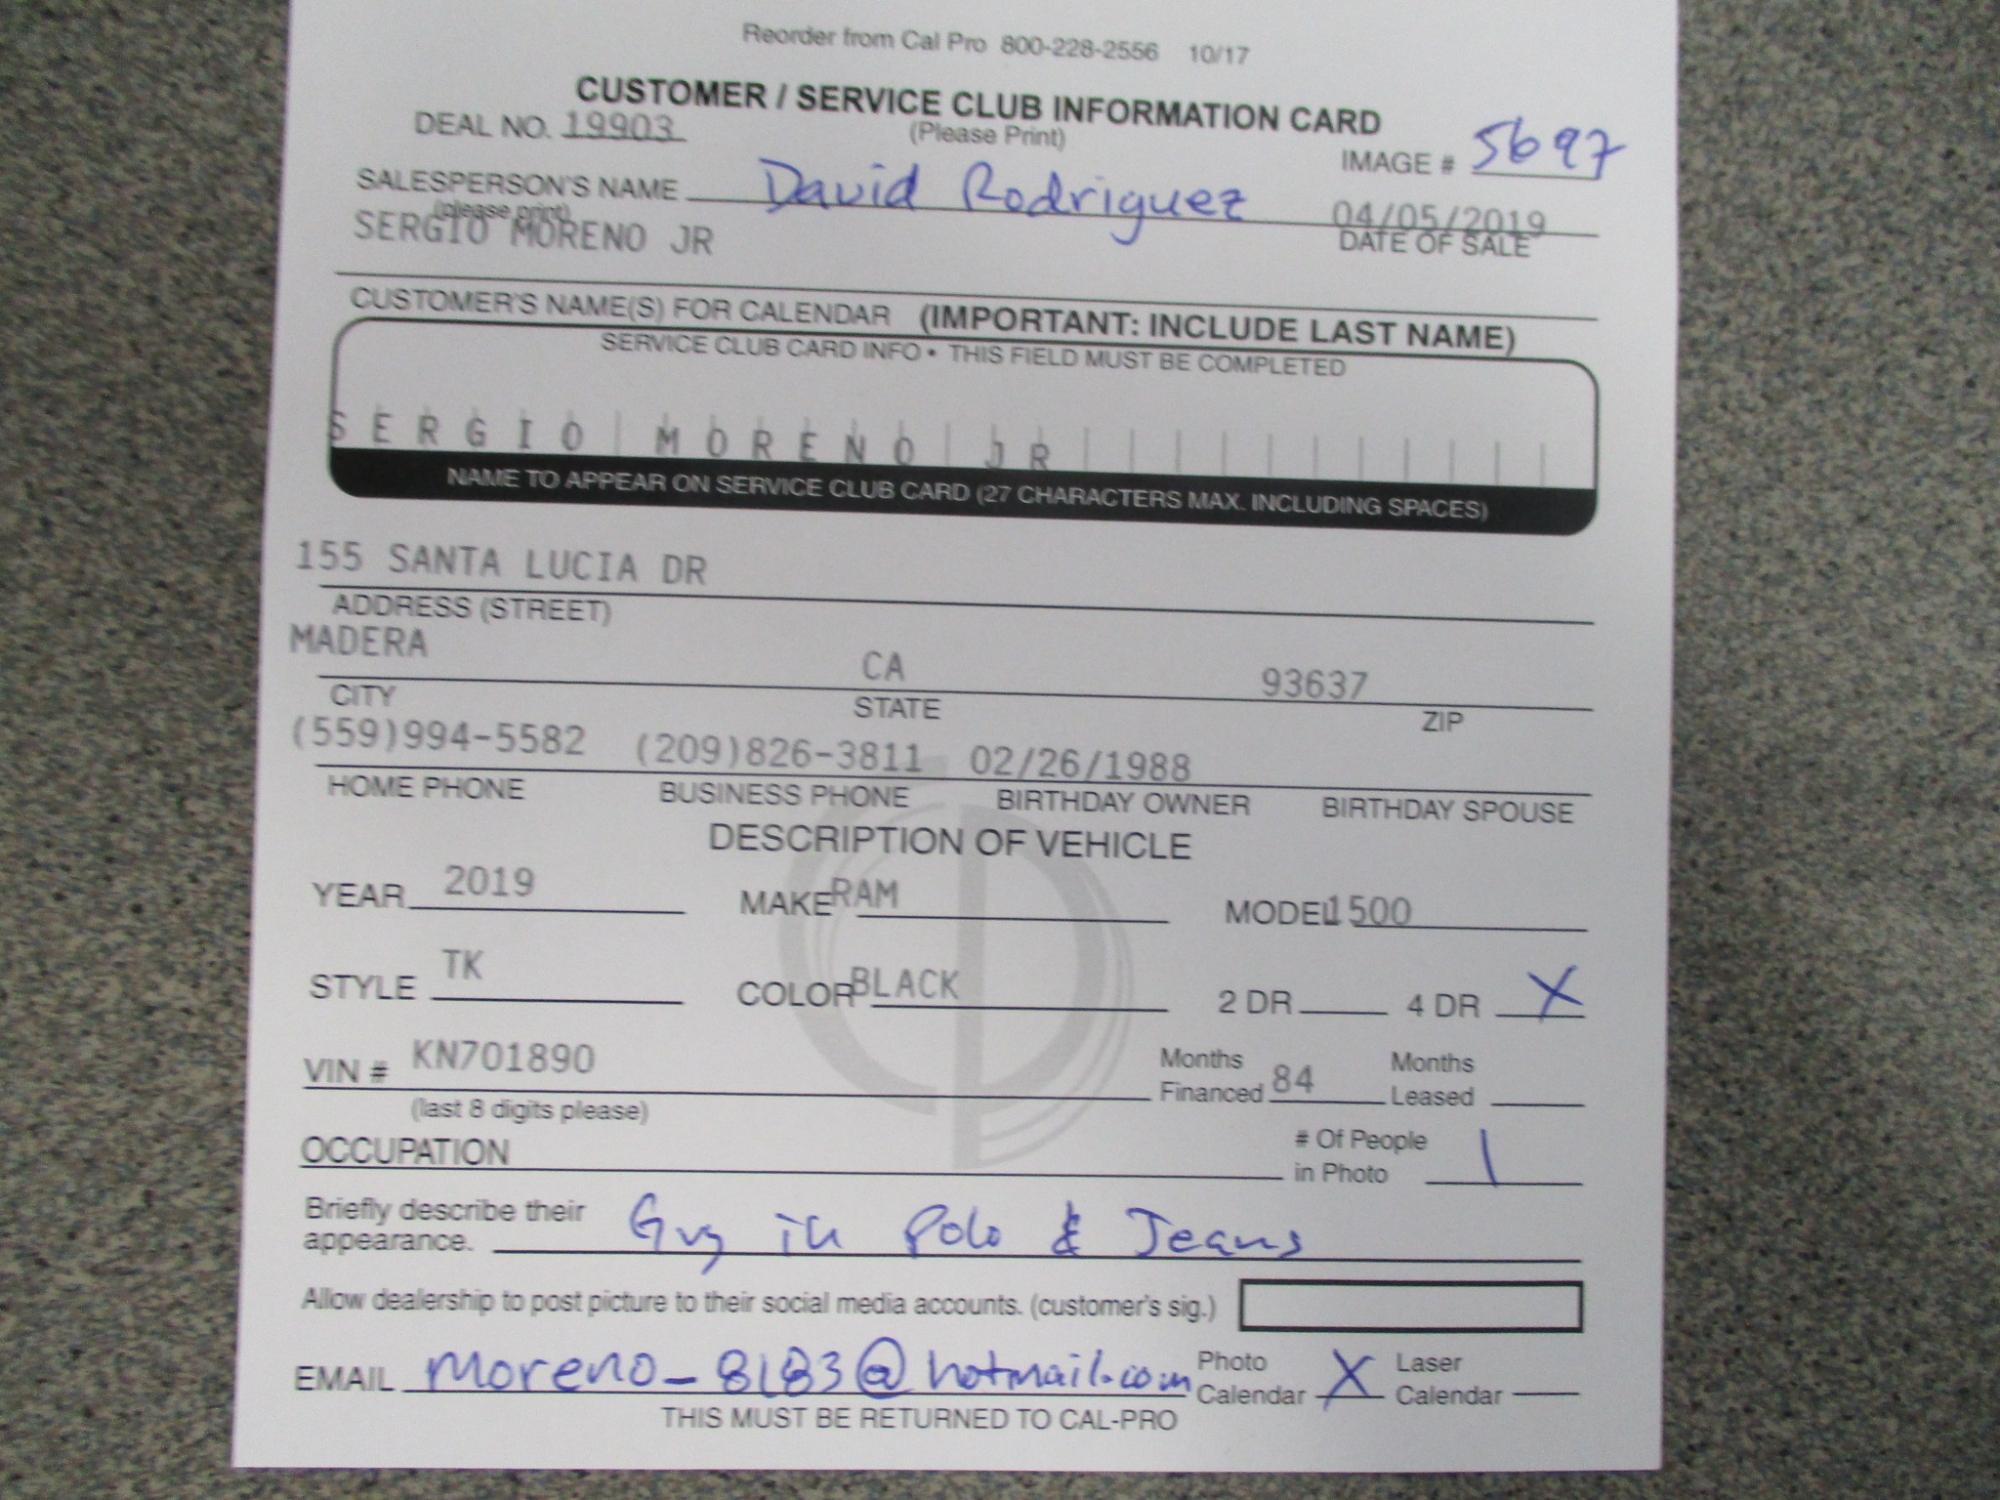 Reorder from Cal Pro 800-228-2556 10/17
CUSTOMER / SERVICE CLUB INFORMATION CARD
DEAL NO. 19903 (Please Print) IMAGE # 5697
SALESPERSON'S NAME David Rodriguez 04/05/2019
(please print) DATE OF SALE
SERGIO MORENO JR
CUSTOMER'S NAME(S) FOR CALENDAR (IMPORTANT: INCLUDE LAST NAME)
SERVICE CLUB CARD INFO • THIS FIELD MUST BE COMPLETED
SERGIO MORENO JR
NAME TO APPEAR ON SERVICE CLUB CARD (27 CHARACTERS MAX. INCLUDING SPACES)
155 SANTA LUCIA DR
ADDRESS (STREET)
MADERA CA 93637
CITY STATE ZIP
(559)994-5582 (209)826-3811 02/26/1988
HOME PHONE BUSINESS PHONE BIRTHDAY OWNER BIRTHDAY SPOUSE
DESCRIPTION OF VEHICLE
YEAR 2019 MAKE RAM MODEL 1500
STYLE TK COLOR BLACK 2 DR 4 DR X
VIN # KN701890 Months Financed 84 Months Leased
(last 8 digits please)
OCCUPATION # Of People in Photo 1
Briefly describe their appearance. Guy in Polo & Jeans
Allow dealership to post picture to their social media accounts. (customer's sig.)
EMAIL moreno_8183@hotmail.com Photo Calendar X Laser Calendar
THIS MUST BE RETURNED TO CAL-PRO